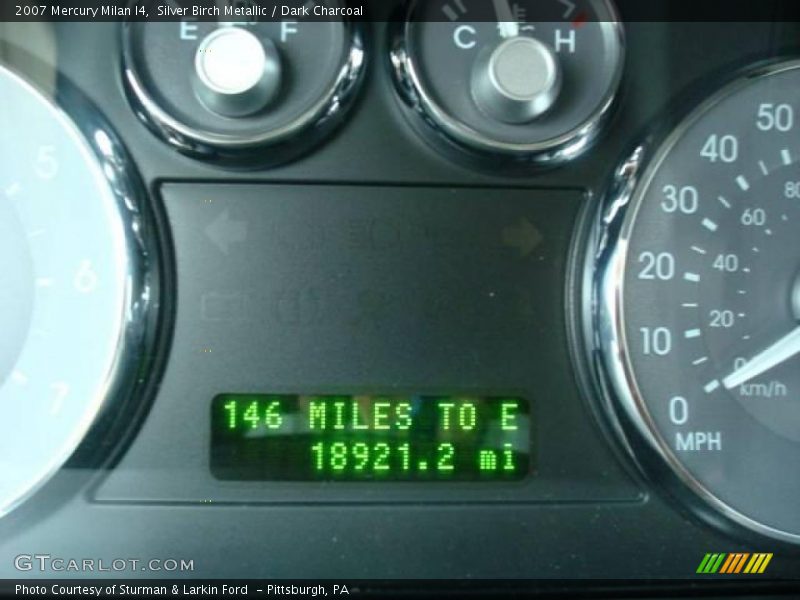 2007 Mercury Milan I4,  Silver Birch Metallic / Dark Charcoal
E F
C H
5
6
7
50
40
30
20
10
0
MPH
80
60
40
20
0
km/h
146 MILES TO E
18921.2 mi
GTCARLOT.COM
Photo Courtesy of Sturman & Larkin Ford  - Pittsburgh, PA